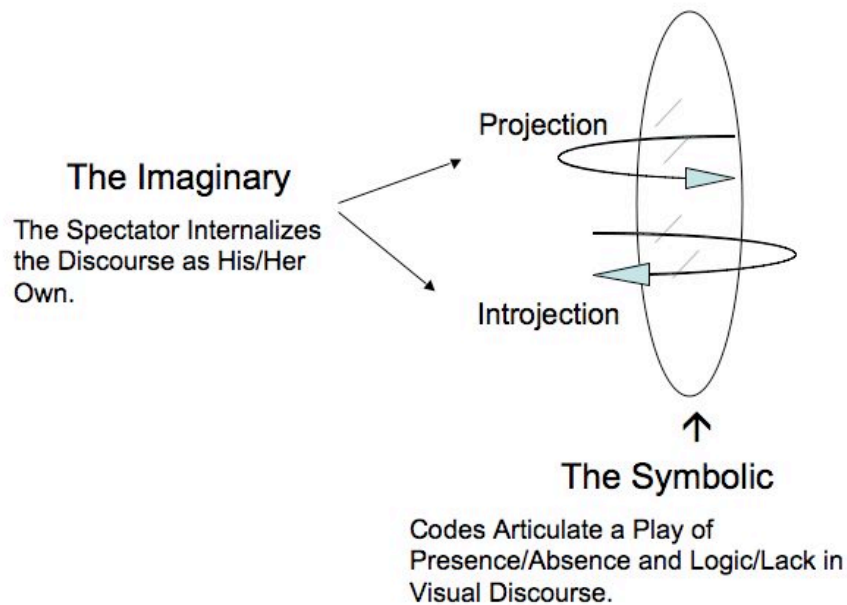 Projection
The Imaginary
The Spectator Internalizes
the Discourse as His/Her
Own.
Introjection
The Symbolic
Codes Articulate a Play of
Presence/Absence and Logic/Lack in
Visual Discourse.